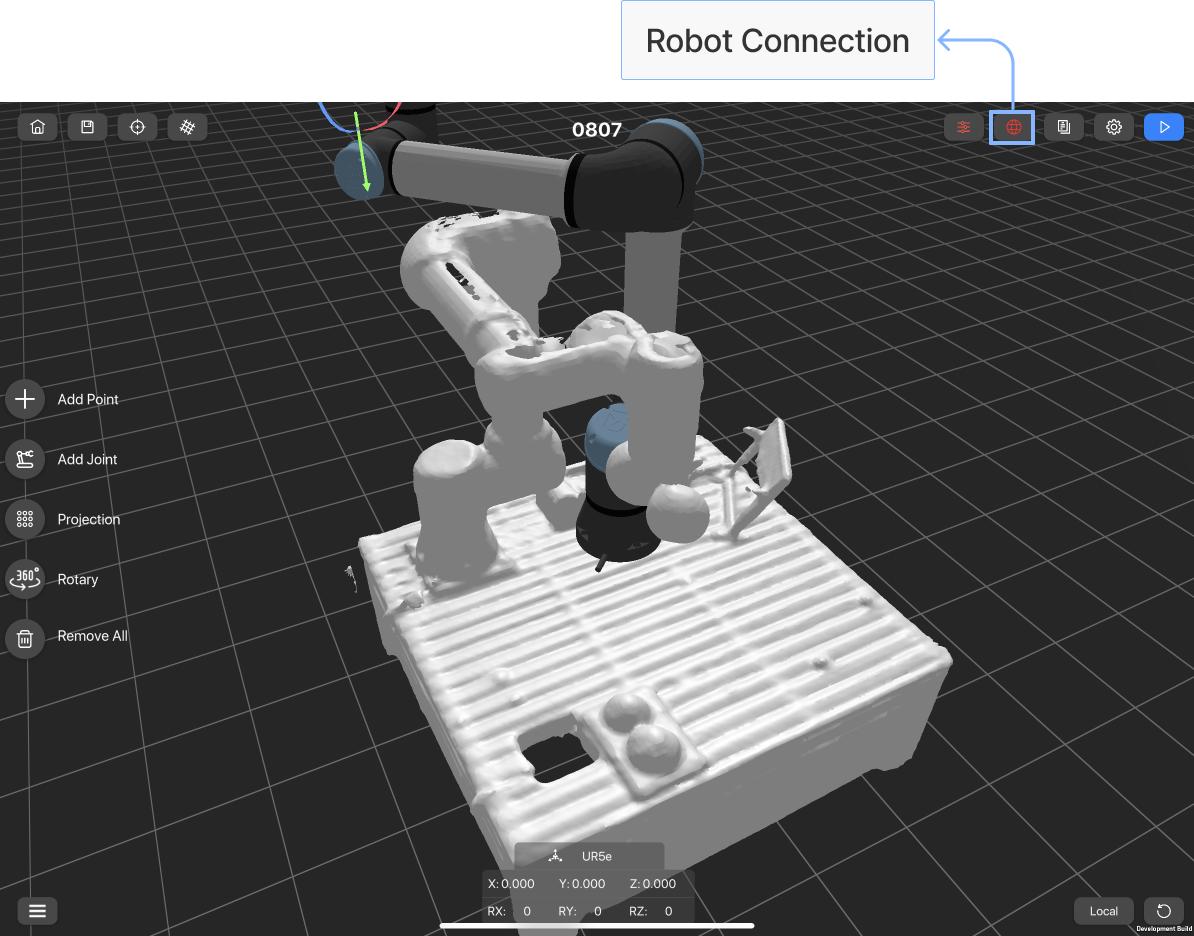 Robot Connection
0807
Add Point
Add Joint
Projection
360°
Rotary
Remove All
UR5e
X: 0.000 Y: 0.000 Z: 0.000
RX: 0 RY: 0 RZ: 0
Local
Development Build